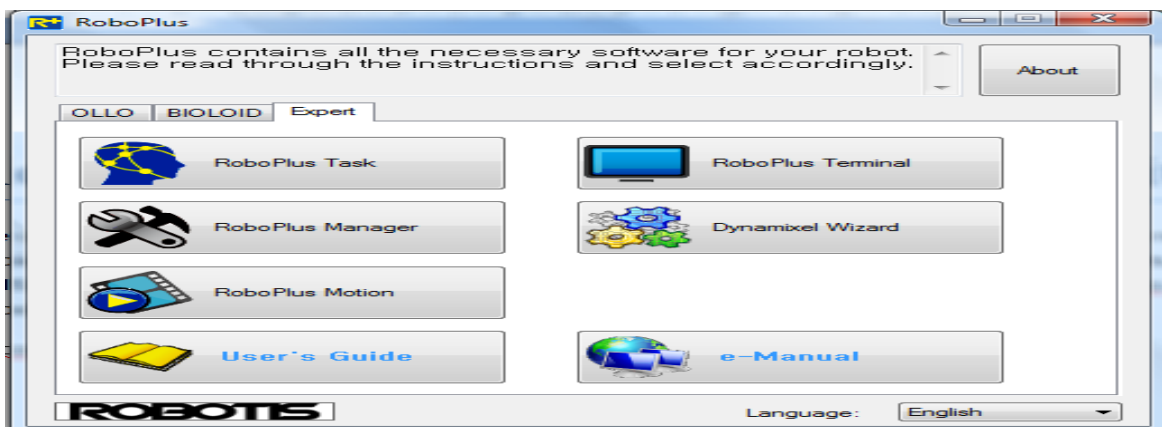 RoboPlus
RoboPlus contains all the necessary software for your robot.
Please read through the instructions and select accordingly.
About
OLLO BIOLOID Expert
RoboPlus Task
RoboPlus Terminal
RoboPlus Manager
Dynamixel Wizard
RoboPlus Motion
User's Guide
e-Manual
ROBOTIS
Language: English